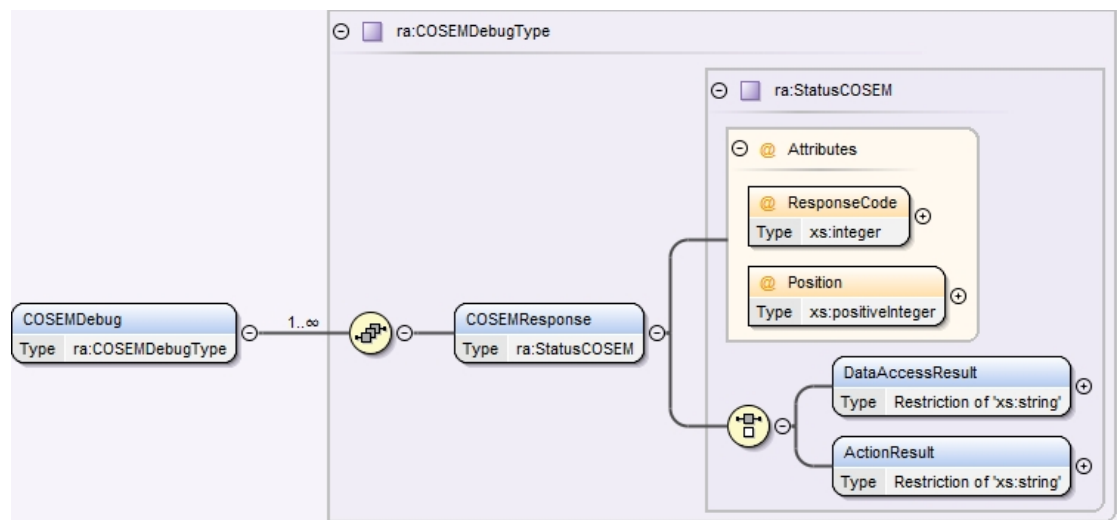 ra:COSEMDebugType
ra:StatusCOSEM
@ Attributes
@ ResponseCode
Type xs:integer
@ Position
Type xs:positiveInteger
COSEMDebug
Type ra:COSEMDebugType
1..∞
COSEMResponse
Type ra:StatusCOSEM
DataAccessResult
Type Restriction of 'xs:string'
ActionResult
Type Restriction of 'xs:string'